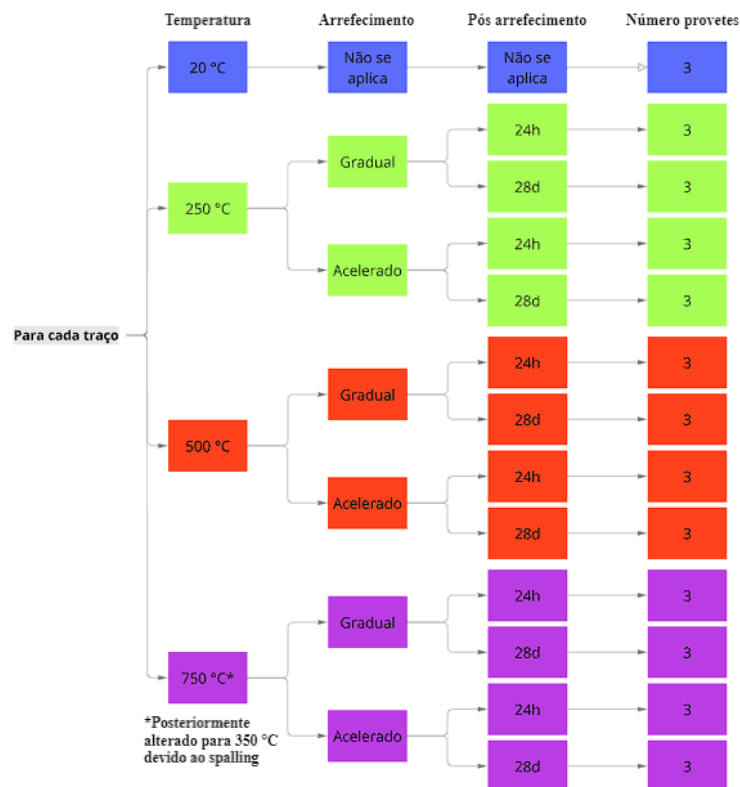 Temperatura Arrefecimento Pós arrefecimento Número provetes
20 °C
Não se
aplica
Não se
aplica
3
24h
3
Gradual
28d
3
250 °C
24h
3
Acelerado
28d
3
Para cada traço
24h
3
Gradual
28d
3
500 °C
24h
3
Acelerado
28d
3
24h
3
Gradual
28d
3
750 °C*
24h
3
Acelerado
28d
3
*Posteriormente
alterado para 350 °C
devido ao spalling